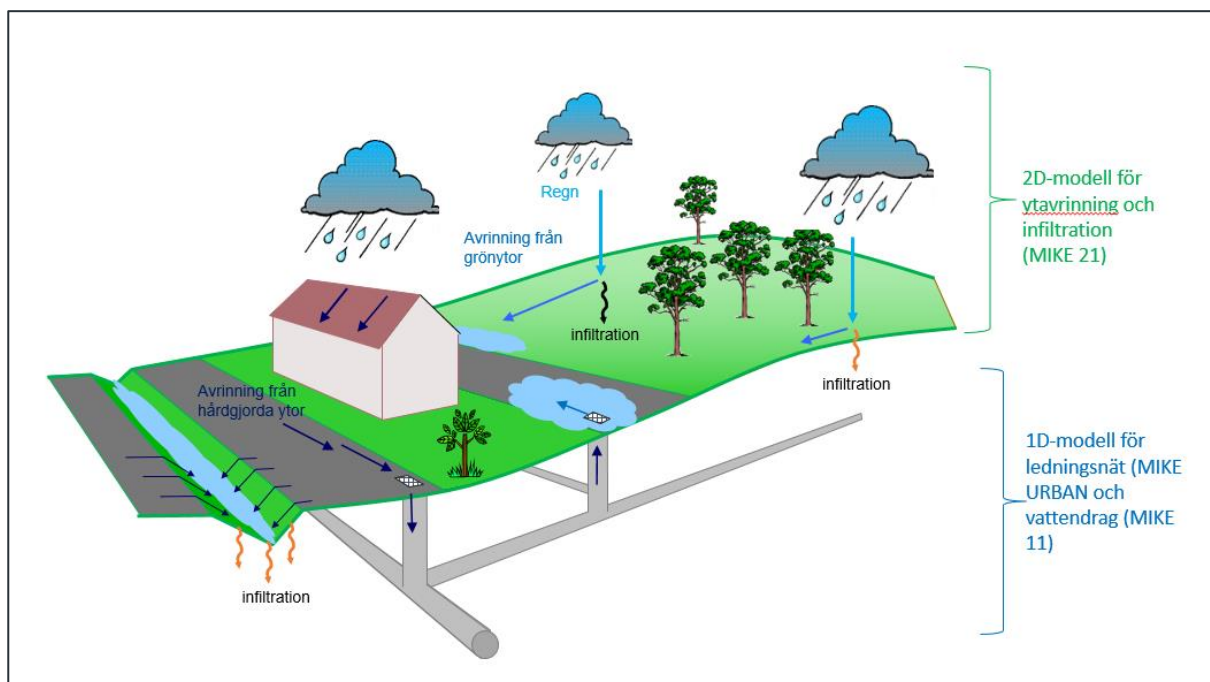 Regn
Avrinning från
grönytor
infiltration
infiltration
Avrinning från
hårdgjorda ytor
infiltration
2D-modell för
ytavrinning och
infiltration
(MIKE 21)
1D-modell för
ledningsnät (MIKE
URBAN och
vattendrag (MIKE
11)